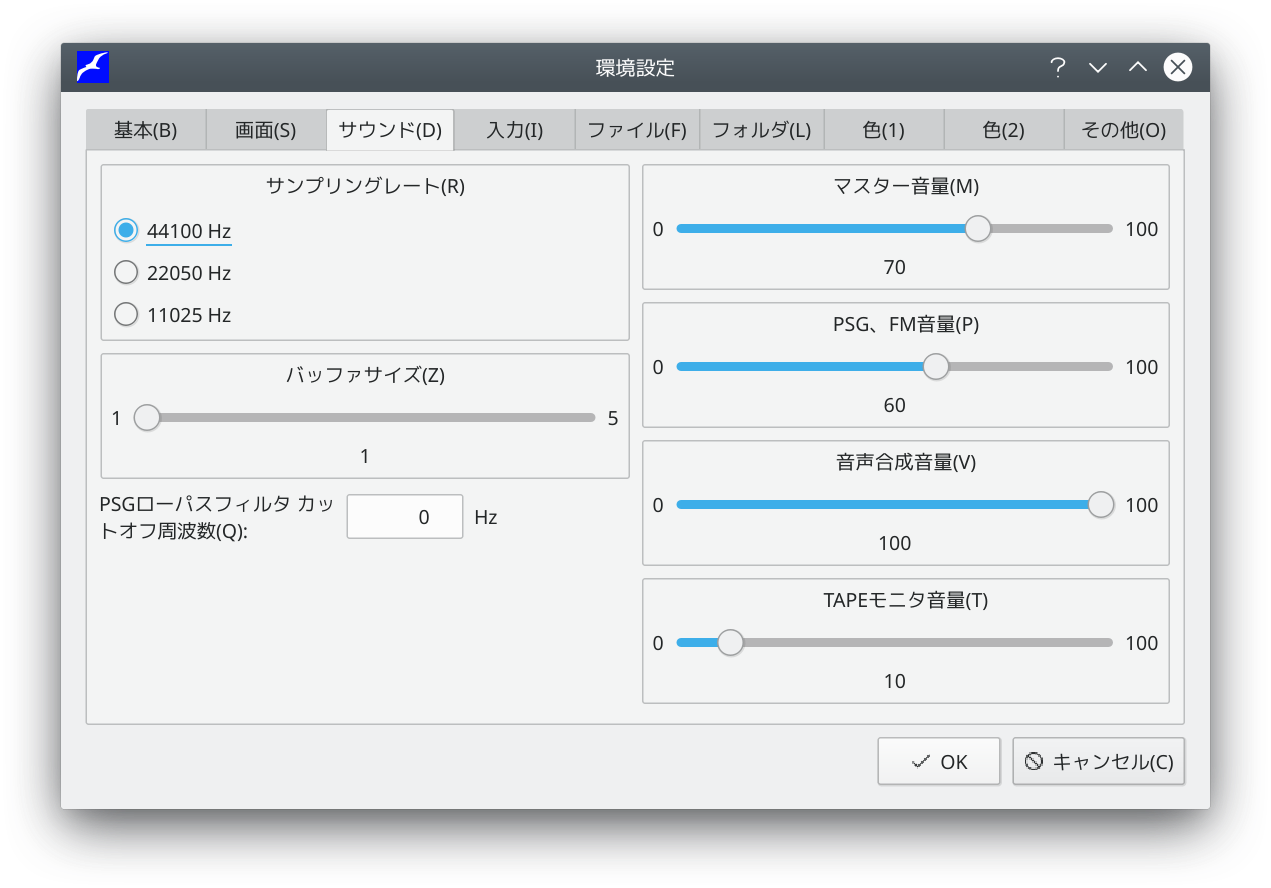 環境設定
基本(B) 画面(S) サウンド(D) 入力(I) ファイル(F) フォルダ(L) 色(1) 色(2) その他(O)
サンプリングレート(R)
44100 Hz
22050 Hz
11025 Hz
バッファサイズ(Z)
1 5
1
PSGローパスフィルタ カッ
トオフ周波数(Q):
0 Hz
マスター音量(M)
0 100
70
PSG、FM音量(P)
0 100
60
音声合成音量(V)
0 100
100
TAPEモニタ音量(T)
0 100
10
OK キャンセル(C)